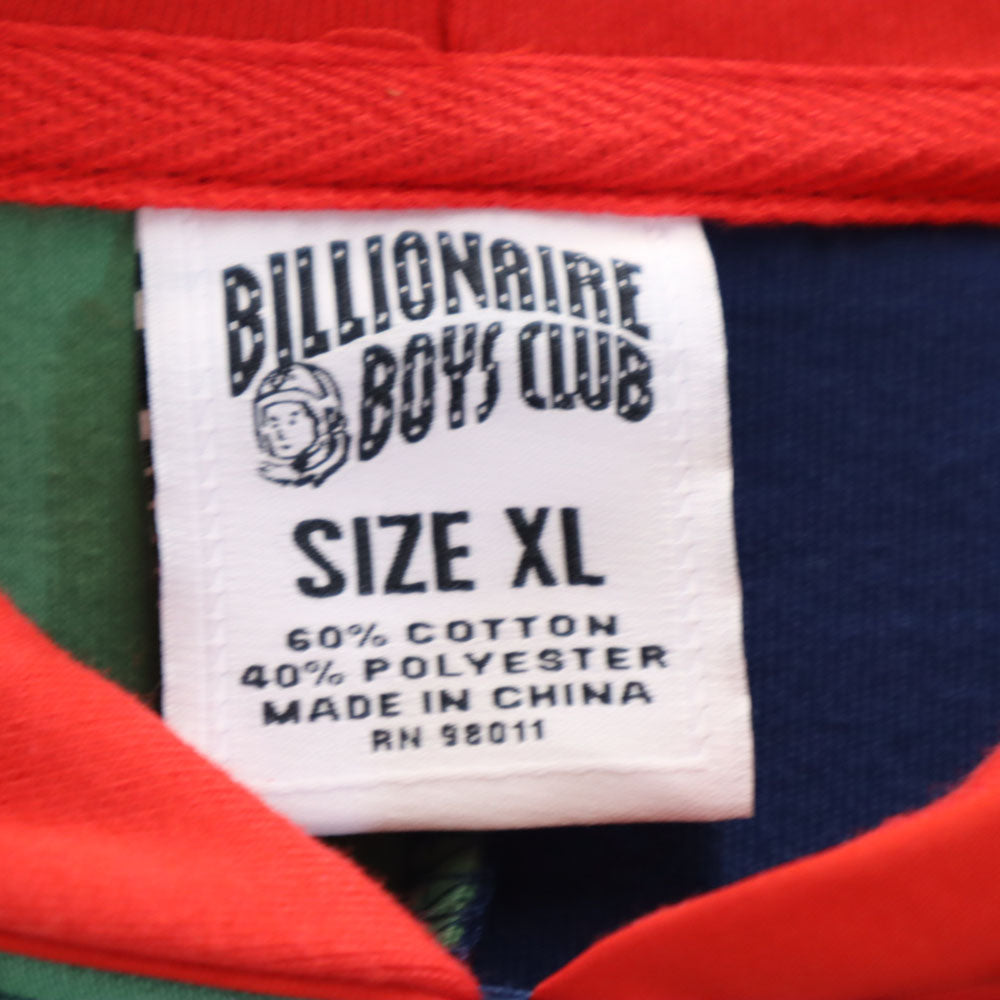 BILLIONAIRE
BOYS CLUB
SIZE XL
60% COTTON
40% POLYESTER
MADE IN CHINA
RN 98011